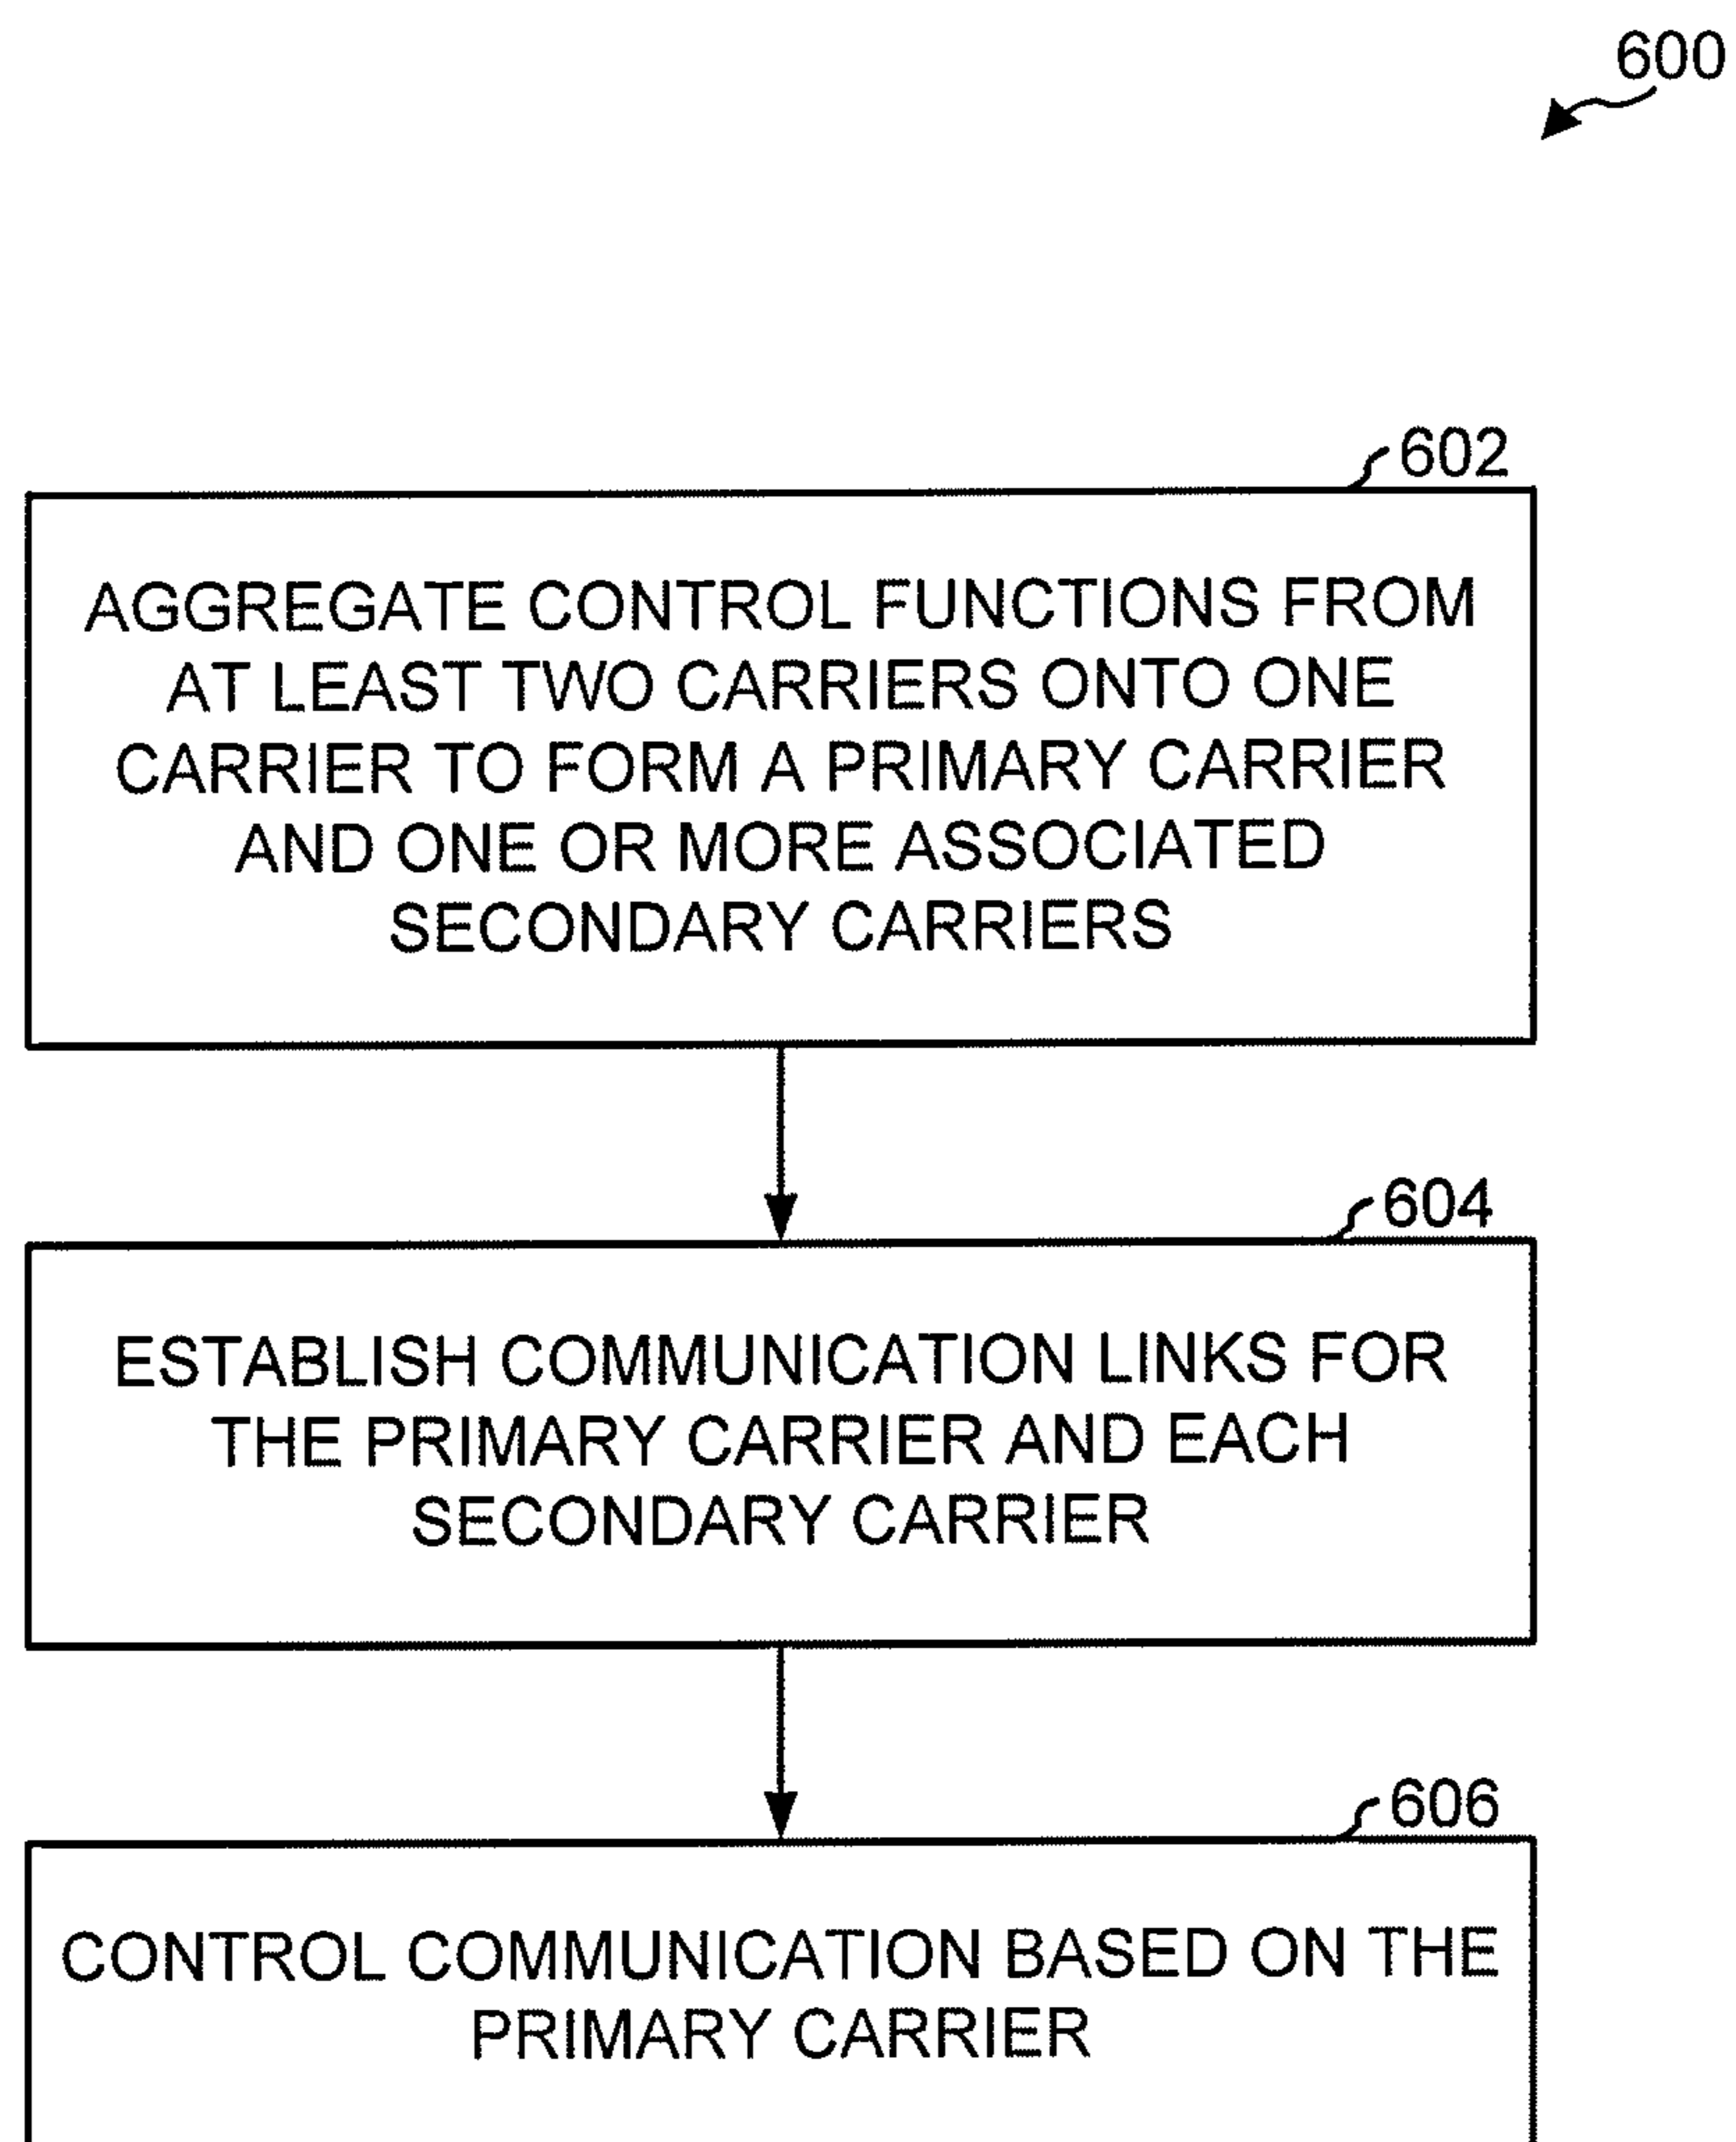 600
602
AGGREGATE CONTROL FUNCTIONS FROM
AT LEAST TWO CARRIERS ONTO ONE
CARRIER TO FORM A PRIMARY CARRIER
AND ONE OR MORE ASSOCIATED
SECONDARY CARRIERS
604
ESTABLISH COMMUNICATION LINKS FOR
THE PRIMARY CARRIER AND EACH
SECONDARY CARRIER
606
CONTROL COMMUNICATION BASED ON THE
PRIMARY CARRIER